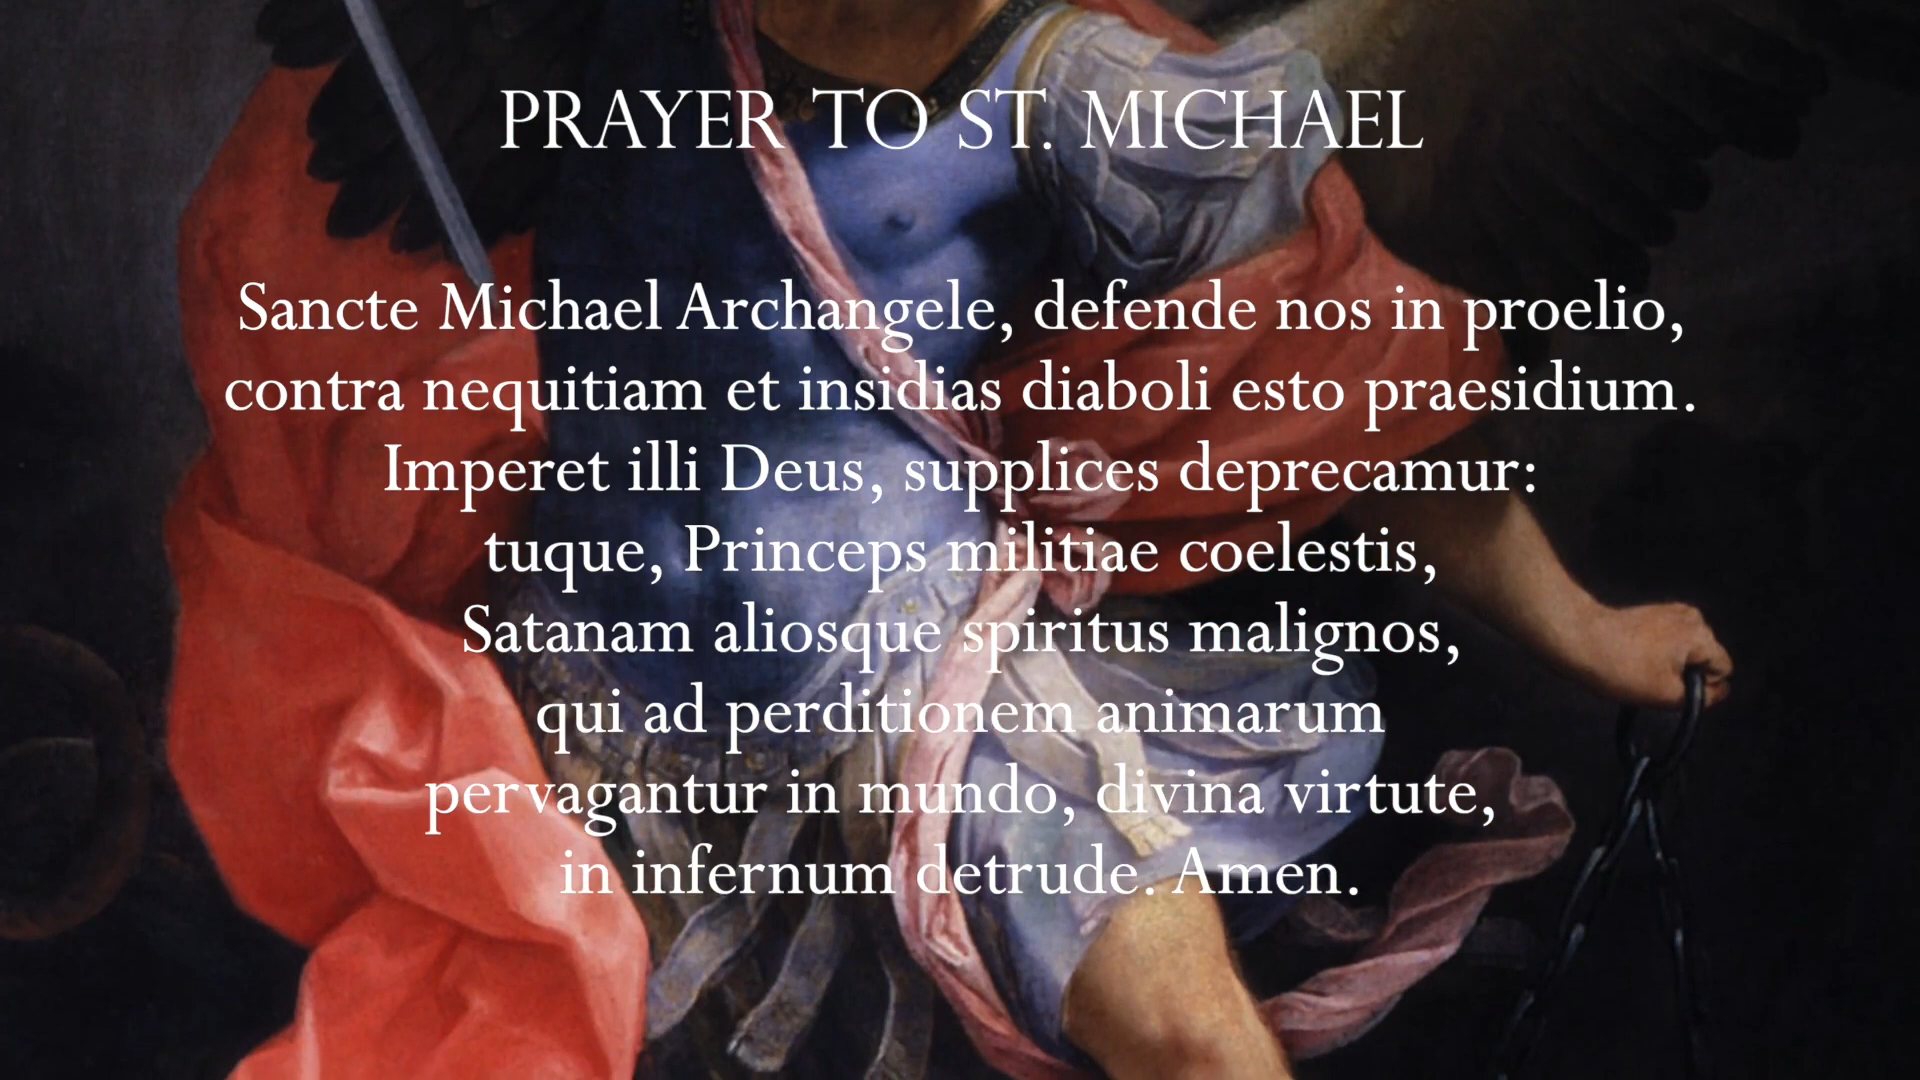 PRAYER TO ST. MICHAEL
Sancte Michael Archangele, defende nos in proelio,
contra nequitiam et insidias diaboli esto praesidium.
Imperet illi Deus, supplices deprecamur:
tuque, Princeps militiae coelestis,
Satanam aliosque spiritus malignos,
qui ad perditionem animarum
pervagantur in mundo, divina virtute,
in infernum detrude. Amen.